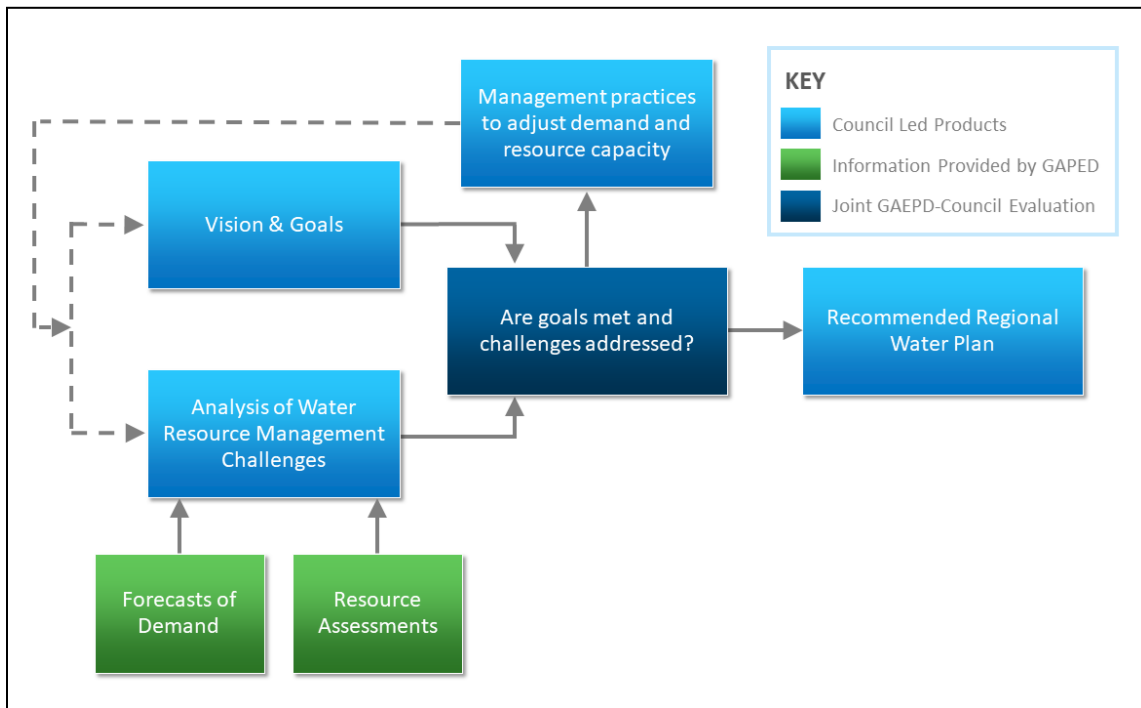 Management practices
to adjust demand and
resource capacity
KEY
Council Led Products
Information Provided by GAPED
Joint GAEPD-Council Evaluation
Vision & Goals
Are goals met and
challenges addressed?
Recommended Regional
Water Plan
Analysis of Water
Resource Management
Challenges
Forecasts of
Demand
Resource
Assessments